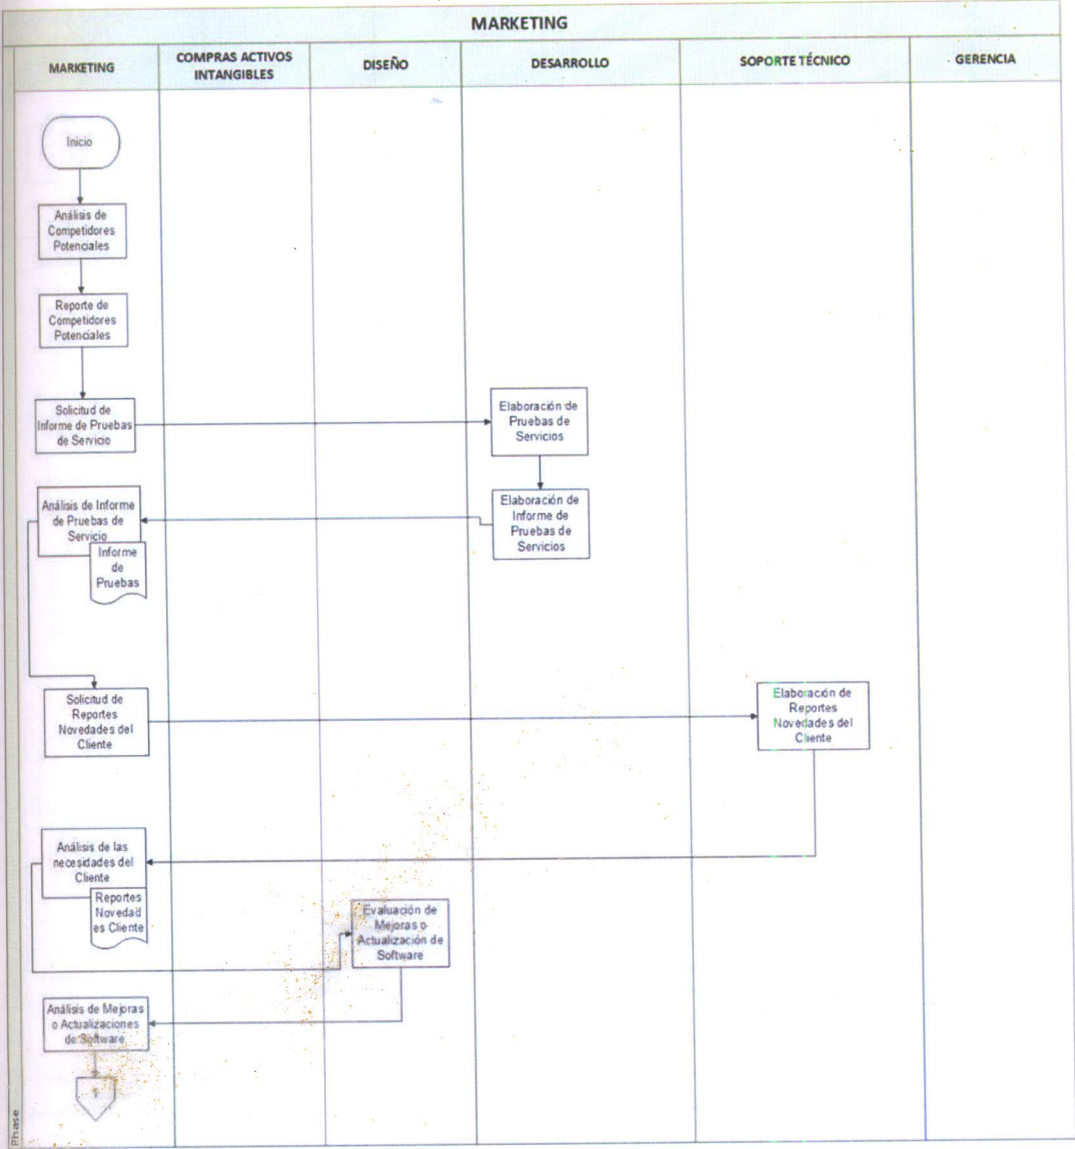 MARKETING
MARKETING
COMPRAS ACTIVOS
INTANGIBLES
DISEÑO
DESARROLLO
SOPORTE TÉCNICO
GERENCIA
Inicio
Análisis de
Competidores
Potenciales
Reporte de
Competidores
Potenciales
Solicitud de
Informe de Pruebas
de Servicio
Elaboración de
Pruebas de
Servicios
Análisis de Informe
de Pruebas de
Servicio
Informe
de
Pruebas
Elaboración de
Informe de
Pruebas de
Servicios
Solicitud de
Reportes
Novedades del
Cliente
Elaboración de
Reportes
Novedades del
Cliente
Análisis de las
necesidades del
Cliente
Reportes
Novedad
es Cliente
Evaluación de
Mejoras o
Actualización de
Software
Análisis de Mejoras
o Actualizaciones
de Software
Phase